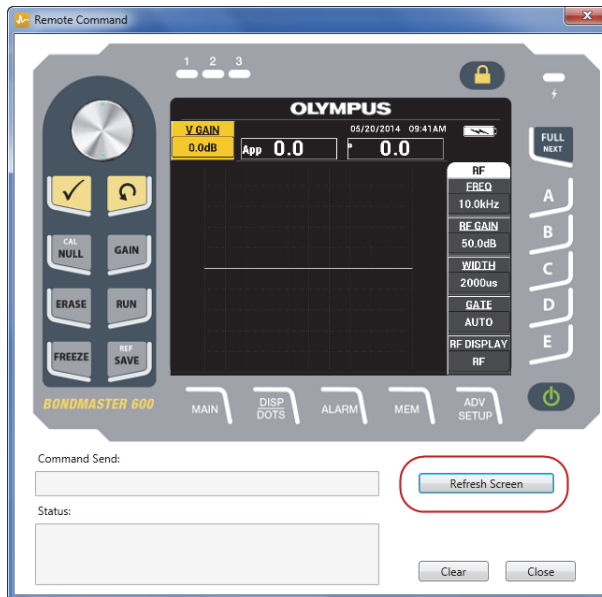 Remote Command
x
1 2 3
OLYMPUS
V GAIN
0.0dB
05/20/2014 09:41AM
App 0.0
P 0.0
FULL
NEXT
RF
FREQ
10.0kHz
RF GAIN
50.0dB
WIDTH
2000us
GATE
AUTO
RF DISPLAY
RF
A
B
C
D
E
CAL
NULL
GAIN
ERASE
RUN
FREEZE
REF
SAVE
BONDMASTER 600
MAIN
DISP
DOTS
ALARM
MEM
ADV
SETUP
Command Send:
Refresh Screen
Status:
Clear
Close